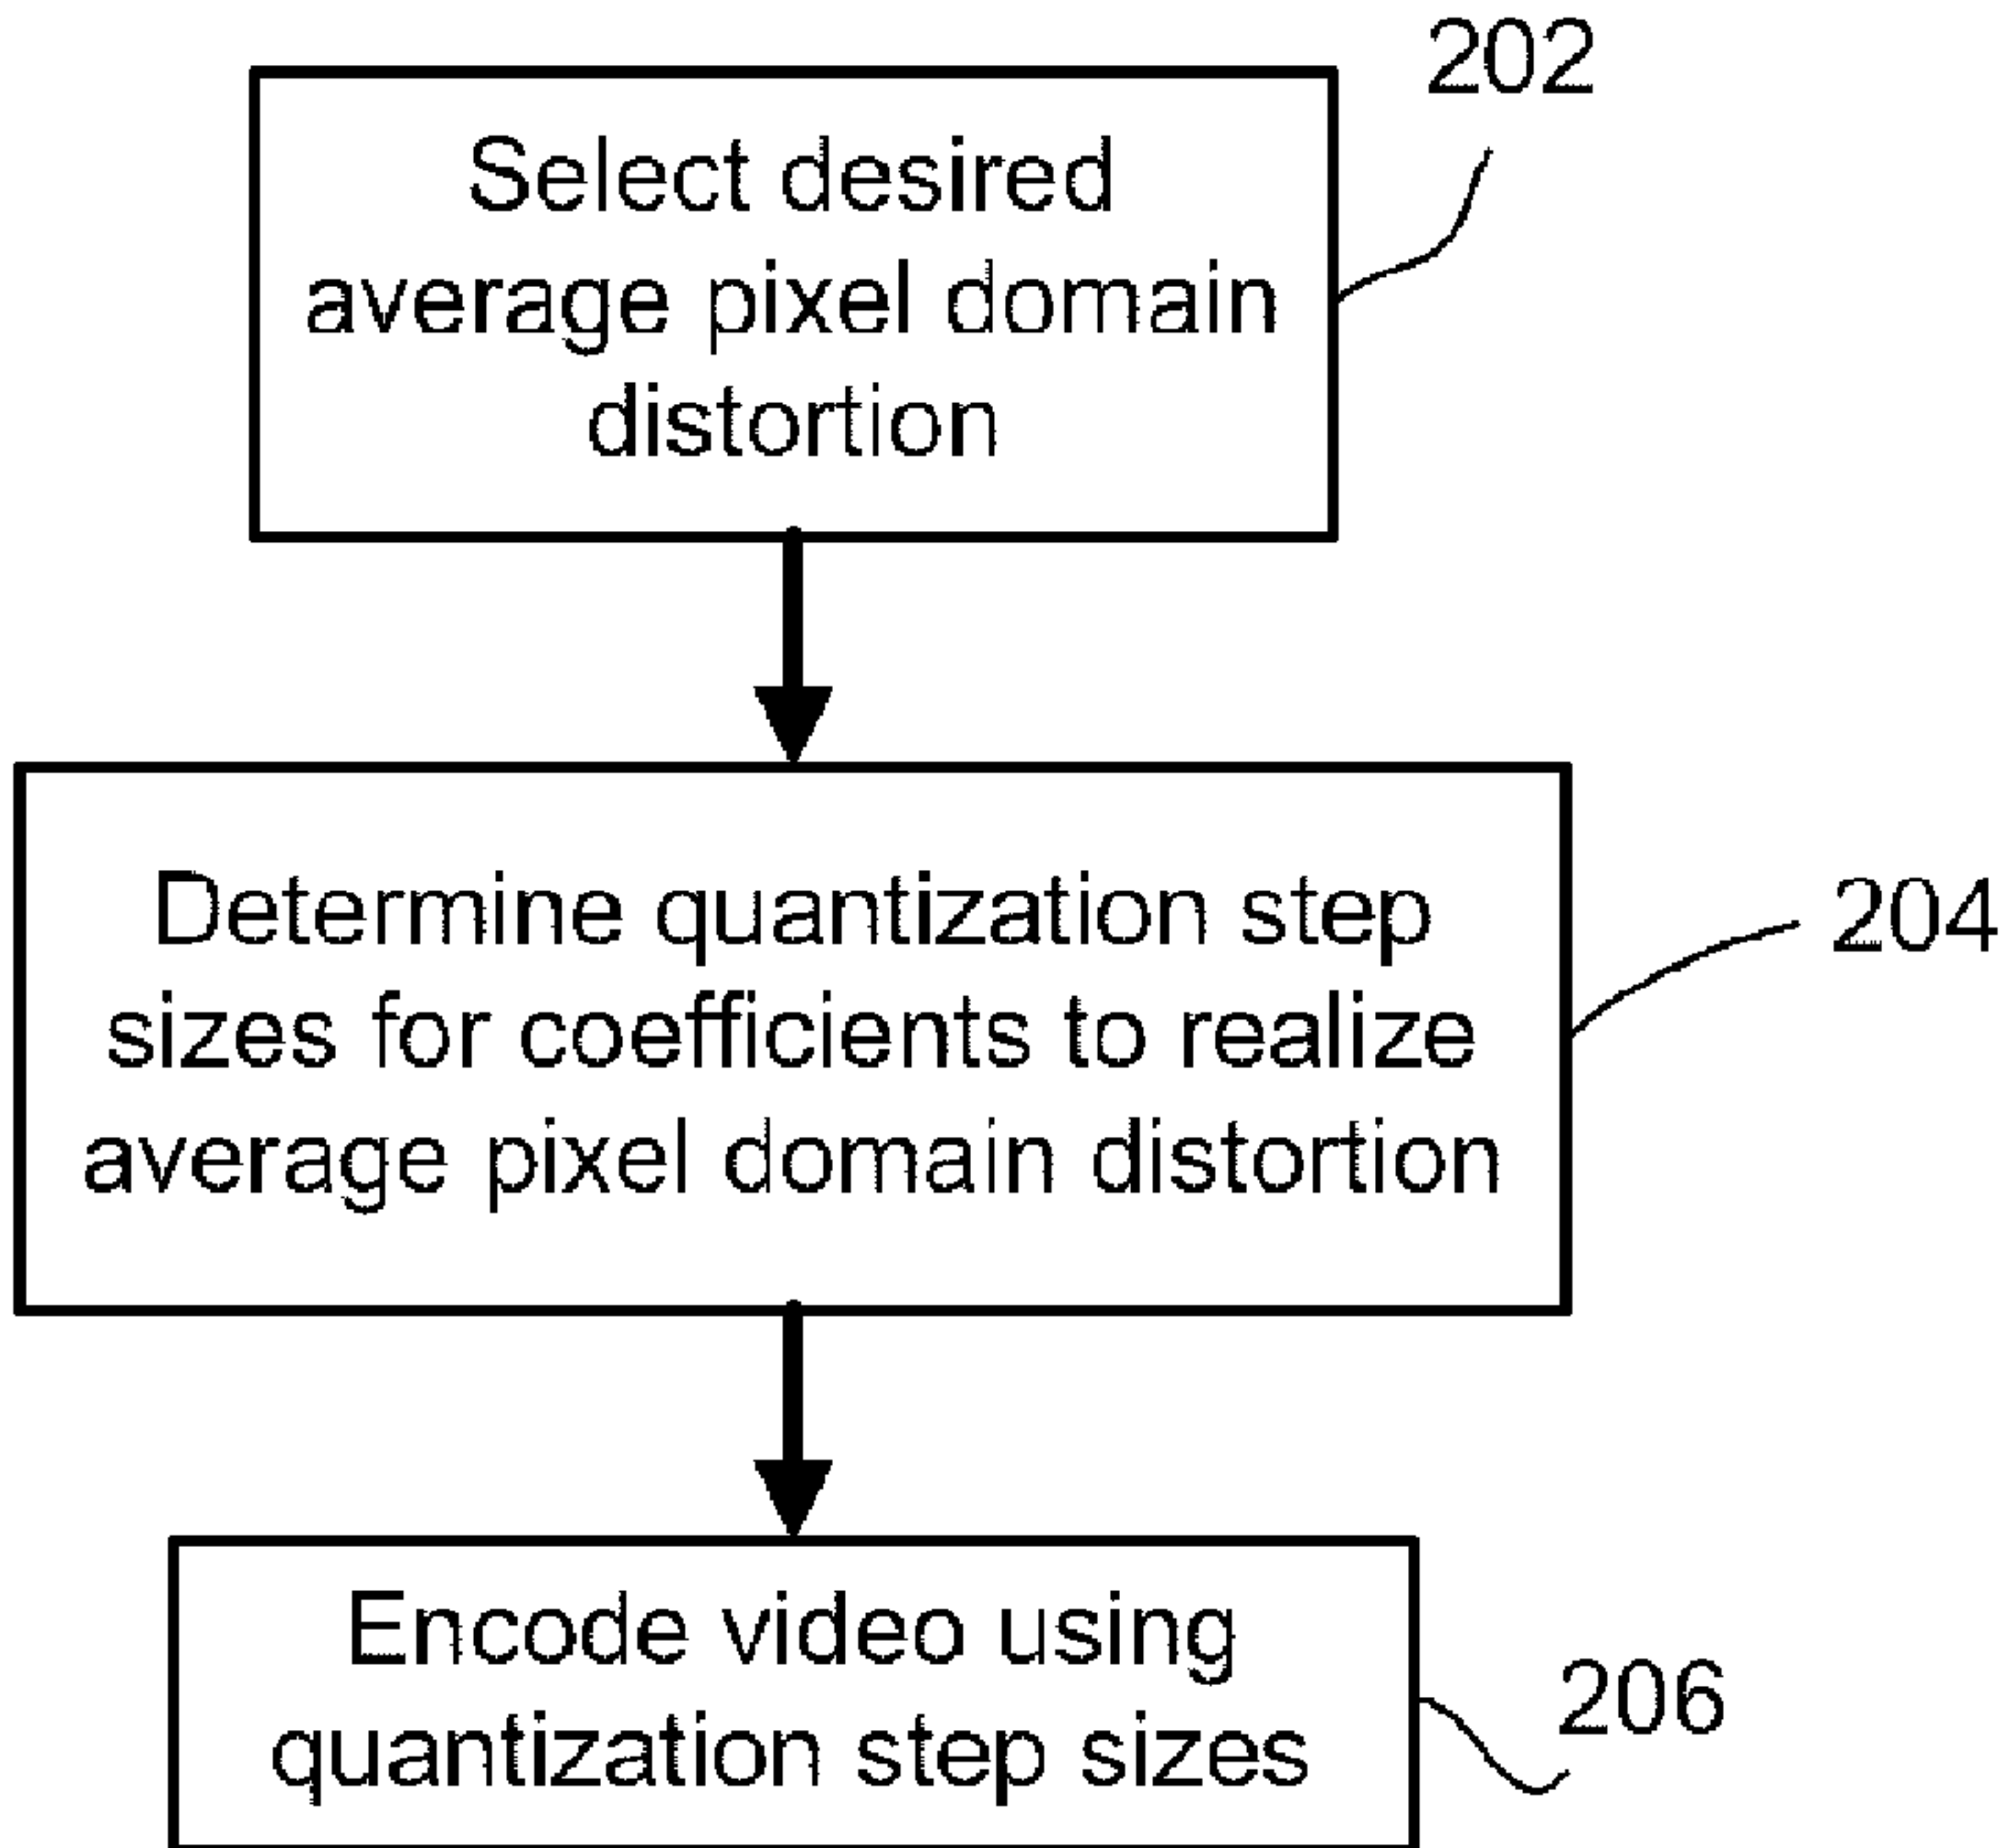 202
Select desired
average pixel domain
distortion
Determine quantization step
sizes for coefficients to realize
average pixel domain distortion
204
Encode video using
quantization step sizes
206